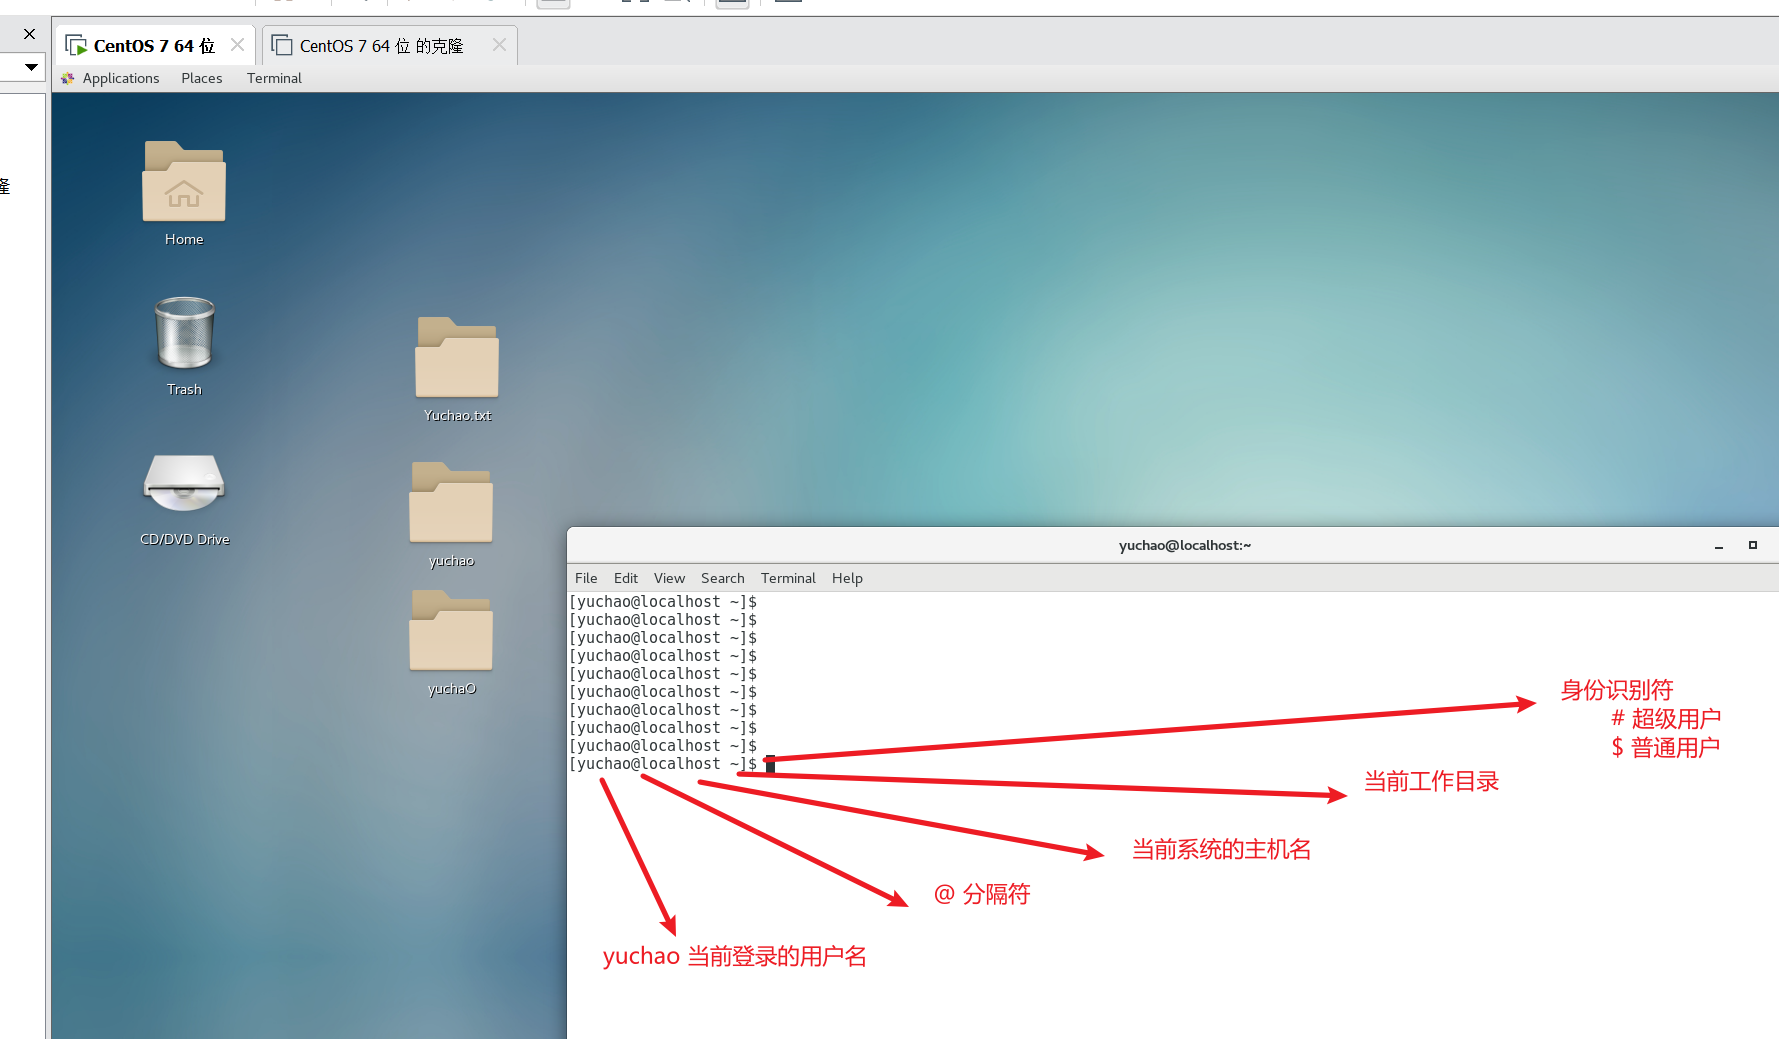 CentOS 7 64 位
CentOS 7 64 位 的克隆
Applications Places Terminal
隆
Home
Trash
CD/DVD Drive
Yuchao.txt
yuchao
yuchaO
yuchao@localhost:~
File Edit View Search Terminal Help
[yuchao@localhost ~]$
[yuchao@localhost ~]$
[yuchao@localhost ~]$
[yuchao@localhost ~]$
[yuchao@localhost ~]$
[yuchao@localhost ~]$
[yuchao@localhost ~]$
[yuchao@localhost ~]$
[yuchao@localhost ~]$
[yuchao@localhost ~]$
身份识别符
# 超级用户
$ 普通用户
当前工作目录
当前系统的主机名
@ 分隔符
yuchao 当前登录的用户名